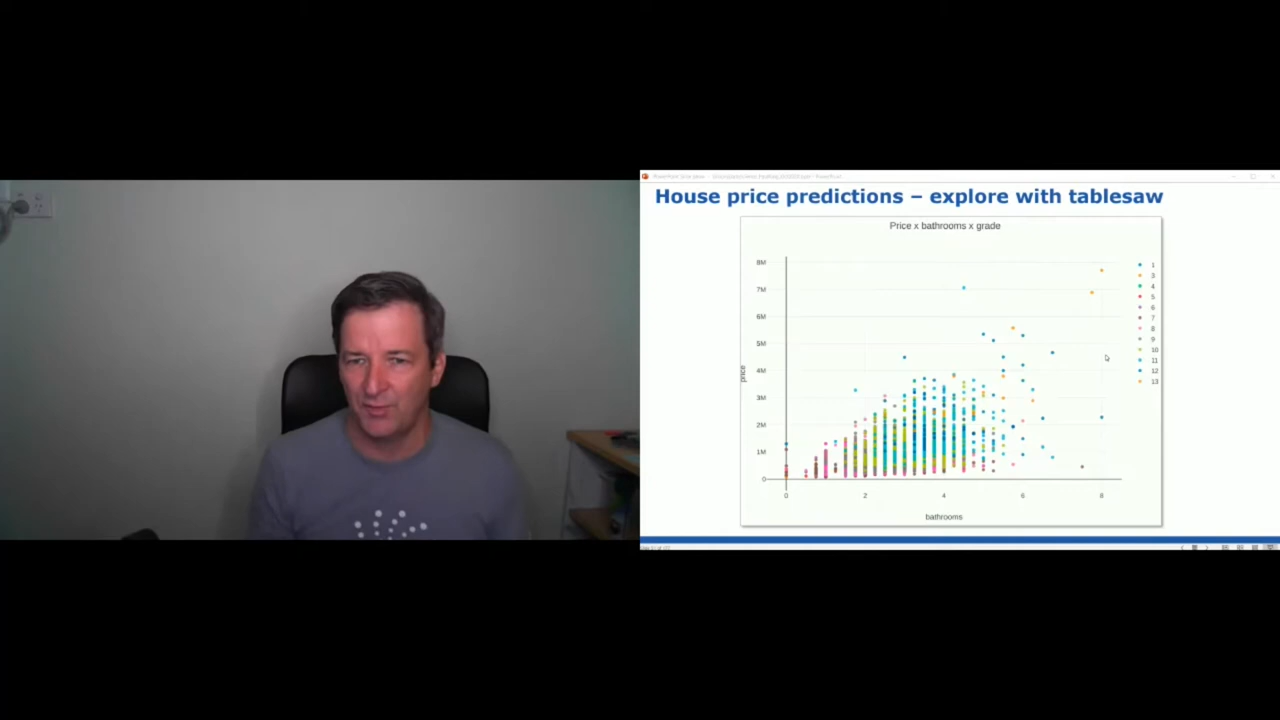 House price predictions – explore with tablesaw
Price x bathrooms x grade
8M
7M
6M
5M
4M
3M
2M
1M
0
price
0 2 4 6 8
bathrooms
1
3
4
5
6
7
8
9
10
11
12
13